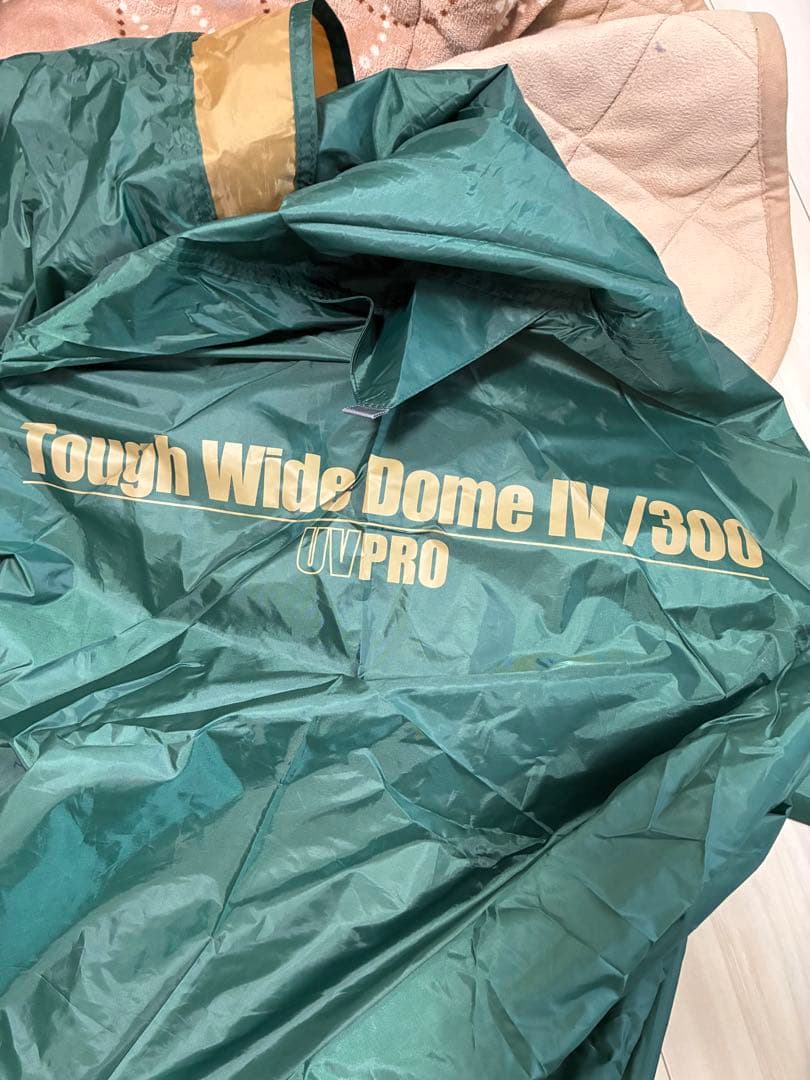 Tough Wide Dome IV /300
UVPRO